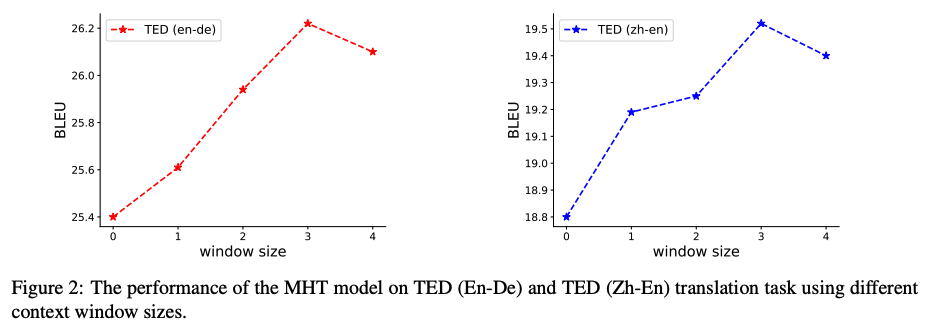 TED (en-de)
26.2
26.0
25.8
25.6
25.4
BLEU
0 1 2 3 4
window size
TED (zh-en)
19.5
19.4
19.3
19.2
19.1
19.0
18.9
18.8
BLEU
0 1 2 3 4
window size
Figure 2: The performance of the MHT model on TED (En-De) and TED (Zh-En) translation task using different
context window sizes.